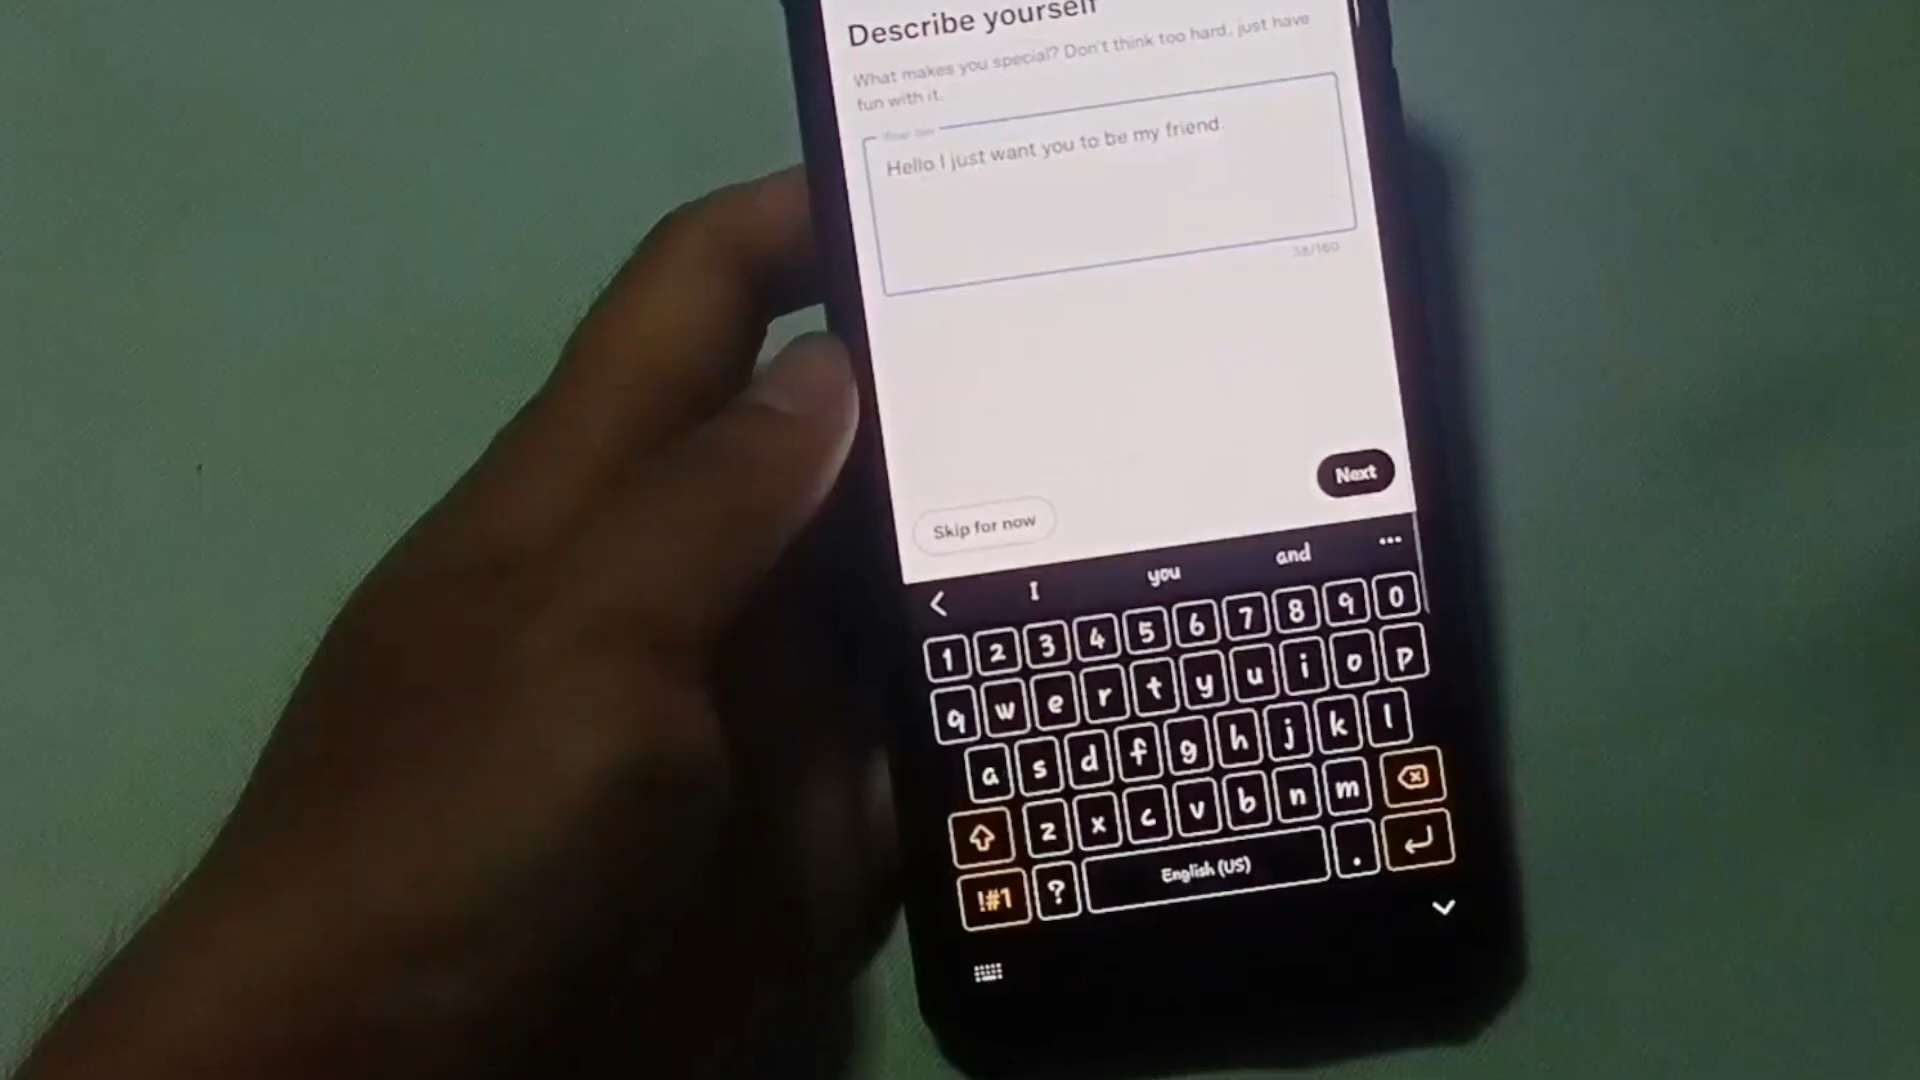 Describe yourself
What makes you special? Don't think too hard, just have
fun with it.
Your bio
Hello I just want you to be my friend.
38/160
Next
Skip for now
I you and
1 2 3 4 5 6 7 8 9 0
q w e r t y u i o p
a s d f g h j k l
z x c v b n m
!#1 ? English (US) .